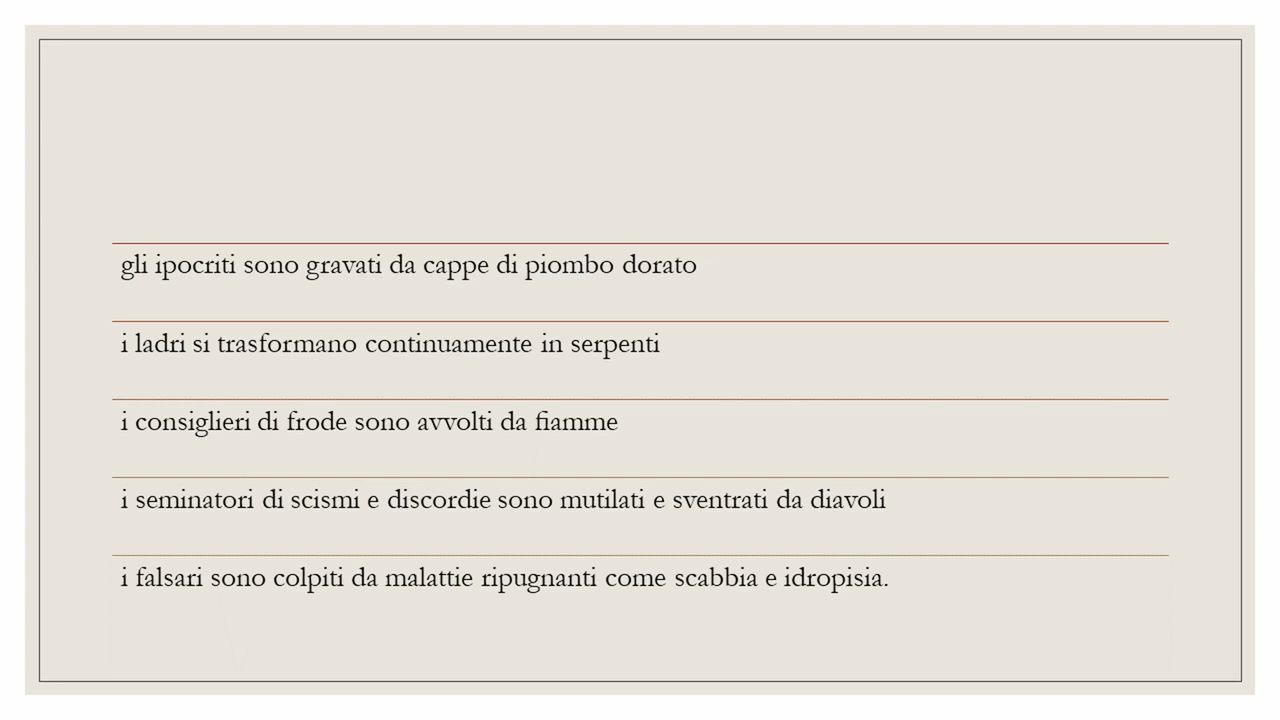 gli ipocriti sono gravati da cappe di piombo dorato
i ladri si trasformano continuamente in serpenti
i consiglieri di frode sono avvolti da fiamme
i seminatori di scismi e discordie sono mutilati e sventrati da diavoli
i falsari sono colpiti da malattie ripugnanti come scabbia e idropisia.